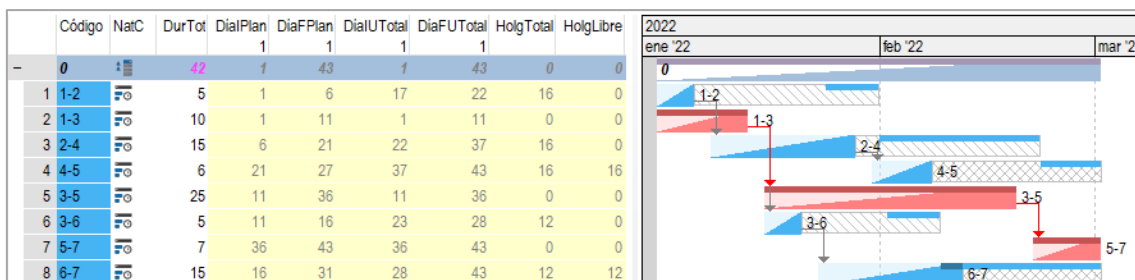 Código NatC DurTot DíaIPlan DiaFPlan DíaIUTotal DíaFUTotal HolgTotal HolgLibre 2022
1 1 1 1 ene '22 feb '22 mar '2
− 0 42 1 43 1 43 0 0 0
1 1-2 5 1 6 17 22 16 0 1-2
2 1-3 10 1 11 1 11 0 0 1-3
3 2-4 15 6 21 22 37 16 0 2-4
4 4-5 6 21 27 37 43 16 16 4-5
5 3-5 25 11 36 11 36 0 0 3-5
6 3-6 5 11 16 23 28 12 0 3-6
7 5-7 7 36 43 36 43 0 0 5-7
8 6-7 15 16 31 28 43 12 12 6-7